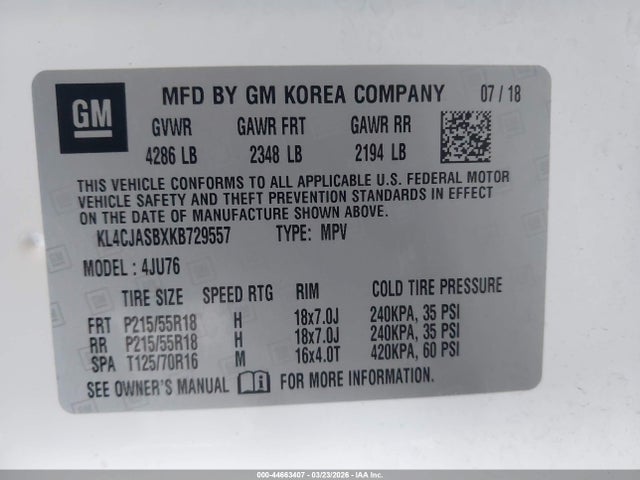 GM MFD BY GM KOREA COMPANY 07 / 18
GVWR GAWR FRT GAWR RR
4286 LB 2348 LB 2194 LB
THIS VEHICLE CONFORMS TO ALL APPLICABLE U.S. FEDERAL MOTOR
VEHICLE SAFETY AND THEFT PREVENTION STANDARDS IN EFFECT
ON THE DATE OF MANUFACTURE SHOWN ABOVE.
KL4CJASBXKB729557 TYPE: MPV
MODEL : 4JU76
TIRE SIZE SPEED RTG RIM COLD TIRE PRESSURE
FRT P215/55R18 H 18x7.0J 240KPA, 35 PSI
RR P215/55R18 H 18x7.0J 240KPA, 35 PSI
SPA T125/70R16 M 16x4.0T 420KPA, 60 PSI
SEE OWNER'S MANUAL FOR MORE INFORMATION.
000-44663407 - 03/23/2026 - IAA Inc.